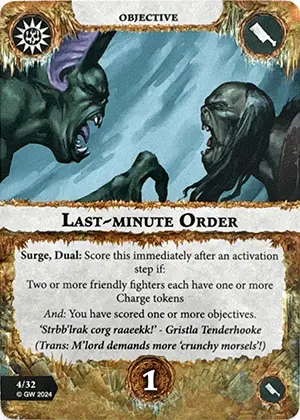 OBJECTIVE
LAST-MINUTE ORDER
Surge, Dual: Score this immediately after an activation
step if:
Two or more friendly fighters each have one or more
Charge tokens
And: You have scored one or more objectives.
'Strbb'lrak corg raaeekk!' - Gristla Tenderhooke
(Trans: M'lord demands more 'crunchy morsels'!)
4/32
© GW 2024
1